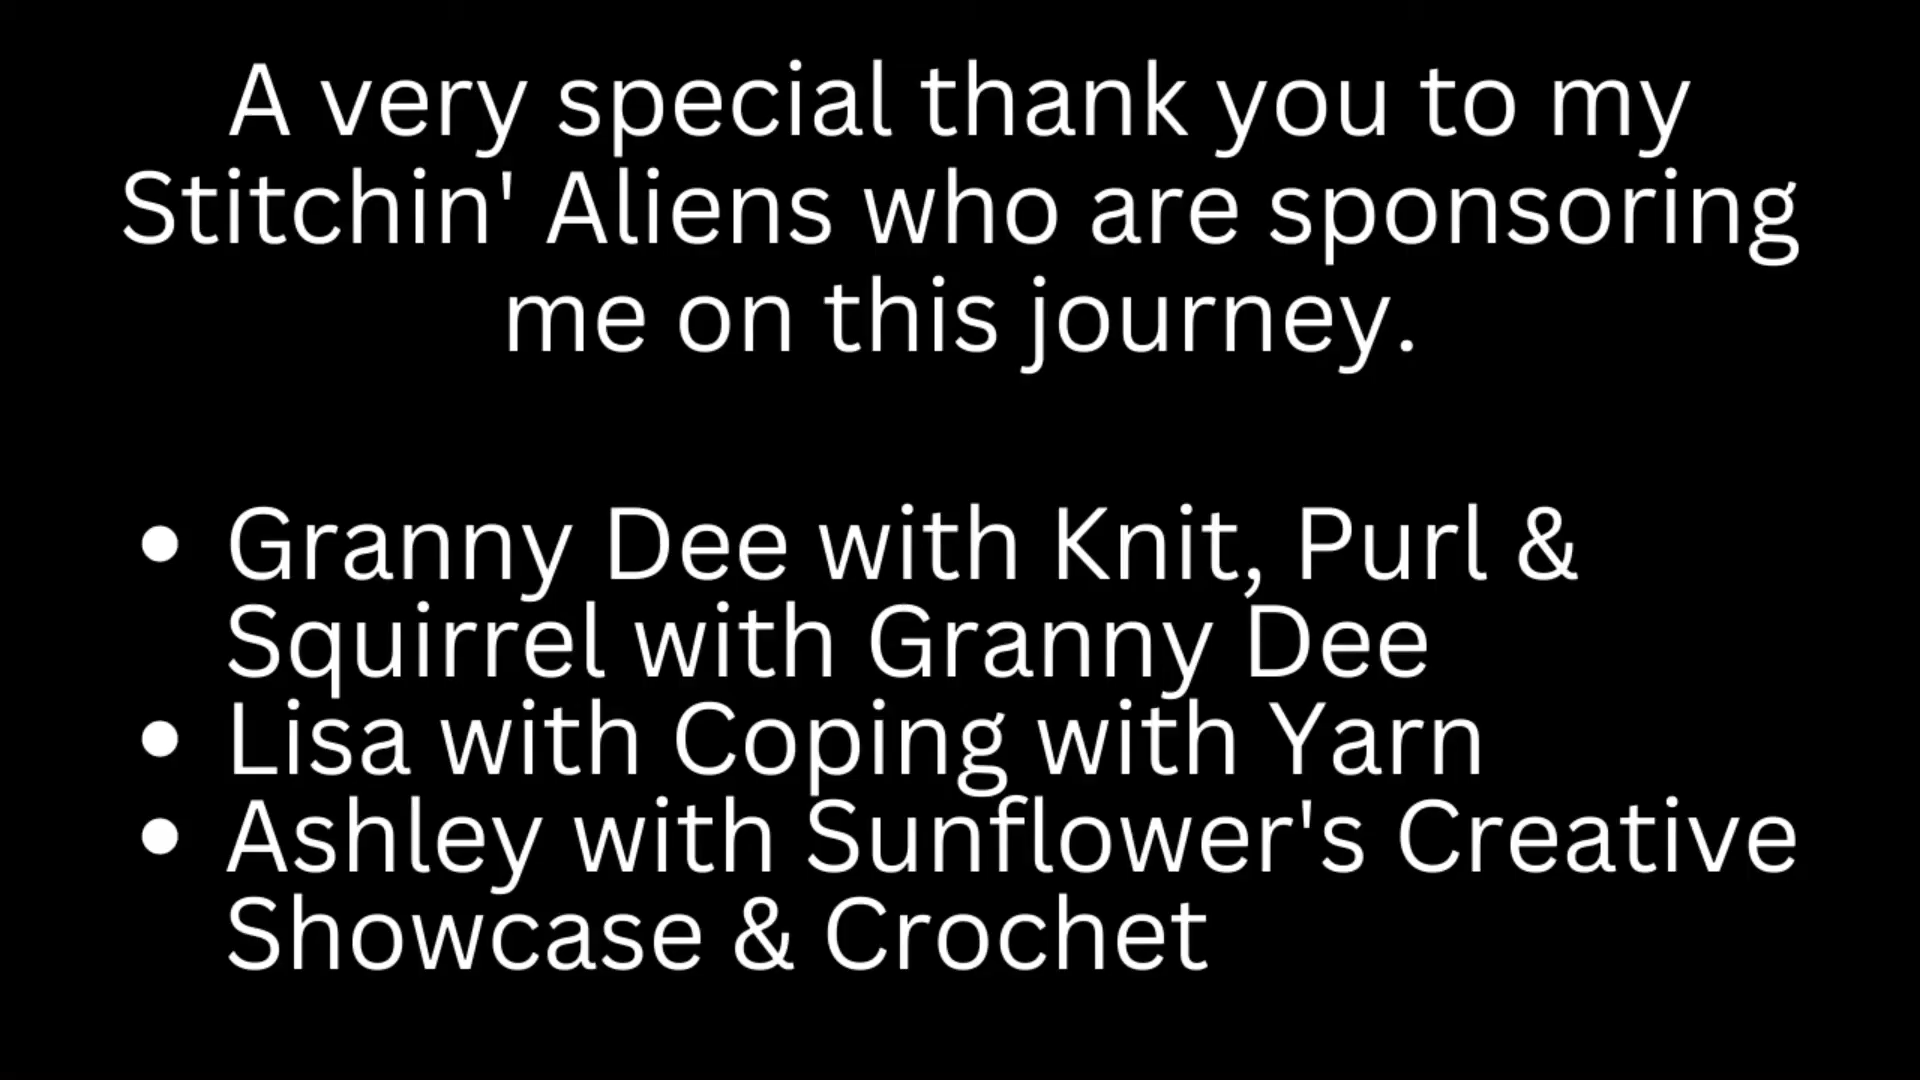 A very special thank you to my
Stitchin' Aliens who are sponsoring
me on this journey.
• Granny Dee with Knit, Purl &
Squirrel with Granny Dee
• Lisa with Coping with Yarn
• Ashley with Sunflower's Creative
Showcase & Crochet